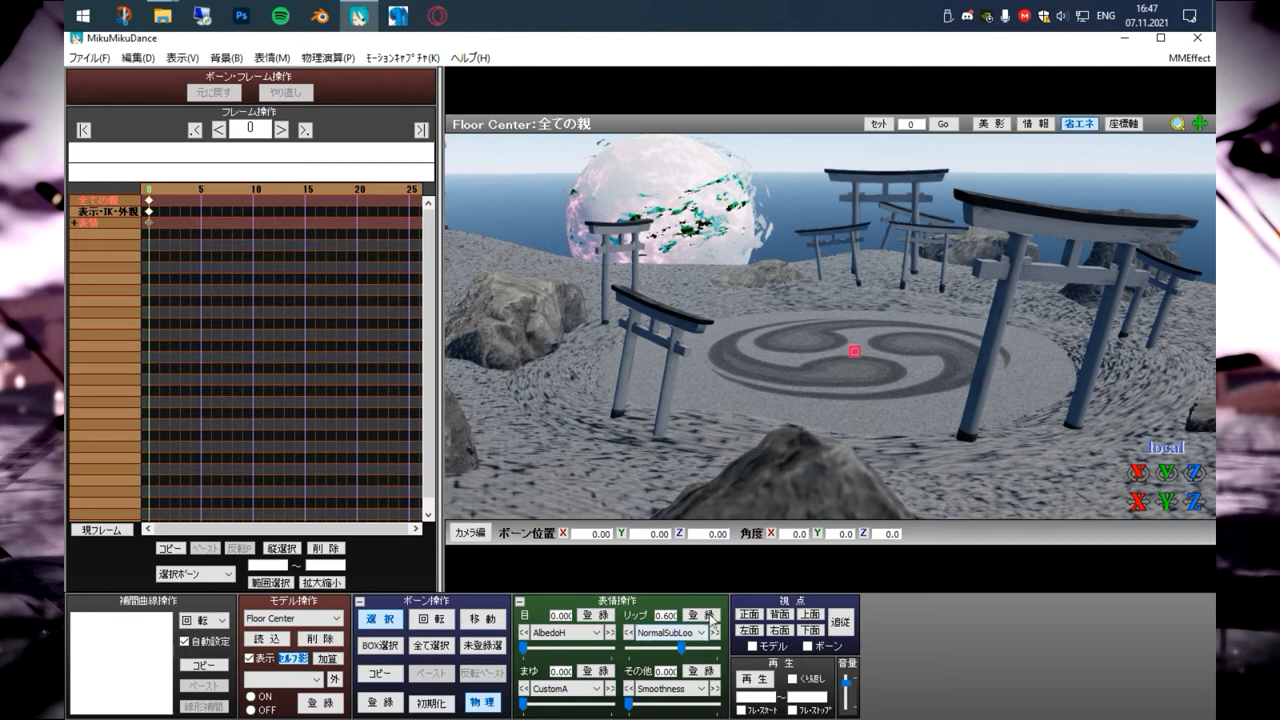 16:47
ENG
07.11.2021
MikuMikuDance
ファイル(F) 編集(D) 表示(V) 背景(B) 表情(M) 物理演算(P) ﾓｰｼｮﾝｷｬﾌﾟﾁｬ(K) ヘルプ(H) MMEffect
ボーン・フレーム操作
元に戻す やり直し
フレーム操作
|< .< < 0 > >. >|
Floor Center:全ての親 ｾｯﾄ 0 Go 美 影 情 報 省エネ 座標軸
0 5 10 15 20 25
全ての親
表示・IK・外観
+表情
local
X Y Z
X Y Z
現フレーム
カメラ編 ボーン位置 X 0.00 Y 0.00 Z 0.00 角度 X 0.0 Y 0.0 Z 0.0
コピー ペースト 反転P 縦選択 削 除
選択ボーン ～
範囲選択 拡大縮小
補間曲線操作
回 転
自動設定
コピー
ペースト
線形補間
モデル操作
Floor Center
読 込 削 除
表示 ｾﾙﾌ影 加算
外
ON
OFF
登 録
ボーン操作
選 択 回 転 移 動
BOX選択 全て選択 未登録選
コピー ペースト 反転ペースト
登 録 初期化 物 理
表情操作
目 0.000 登 録 リップ 0.600 登 録
<< AlbedoH >> << NormalSubLoo >>
まゆ 0.000 登 録 その他 0.000 登 録
<< CustomA >> << Smoothness >>
視 点
正面 背面 上面 追従
左面 右面 下面
モデル ボーン
再 生
再 生 くり返し
～
フレ・スタート フレ・ストップ
音量